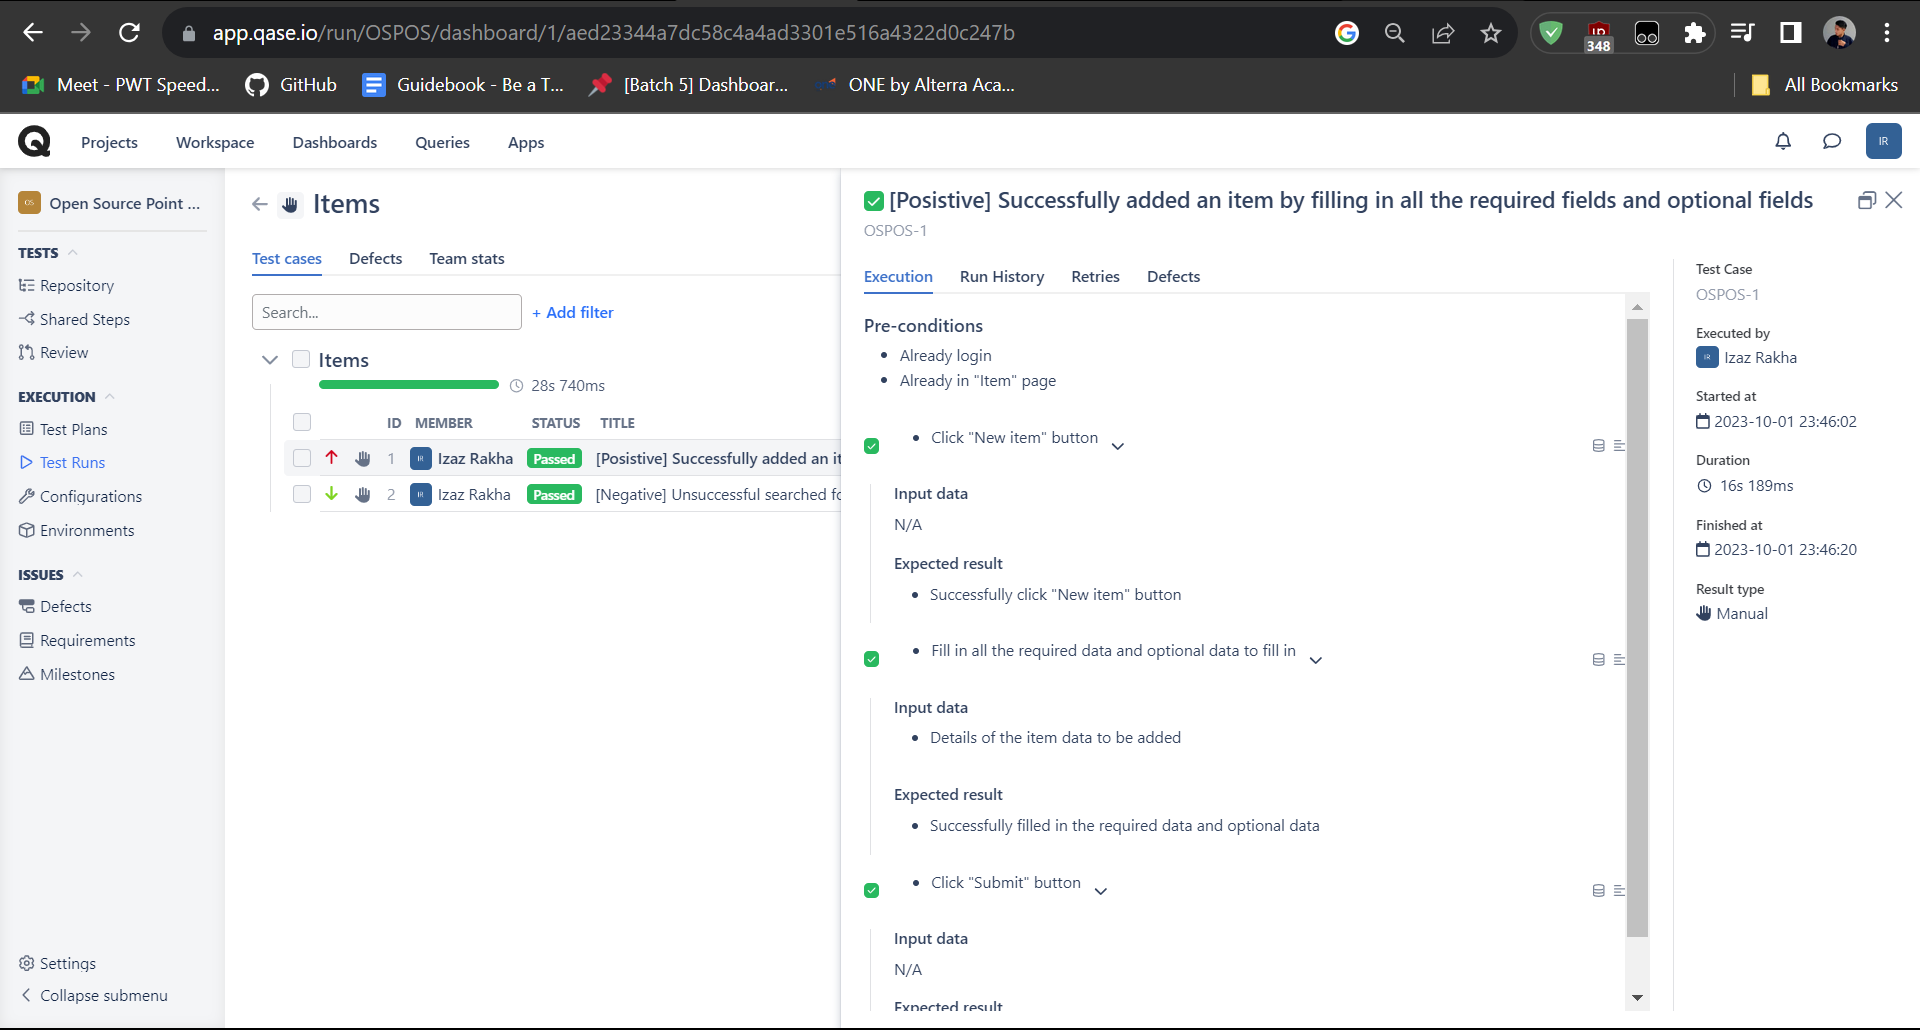 app.qase.io/run/OSPOS/dashboard/1/aed23344a7dc58c4a4ad3301e516a4322d0c247b
348
Meet - PWT Speed...
GitHub
Guidebook - Be a T...
[Batch 5] Dashboar...
ONE by Alterra Aca...
All Bookmarks
Projects
Workspace
Dashboards
Queries
Apps
IR
OS
Open Source Point ...
TESTS
Repository
Shared Steps
Review
EXECUTION
Test Plans
Test Runs
Configurations
Environments
ISSUES
Defects
Requirements
Milestones
Settings
Collapse submenu
Items
Test cases
Defects
Team stats
Search...
+ Add filter
Items
28s 740ms
ID MEMBER STATUS TITLE
1 IR Izaz Rakha Passed [Posistive] Successfully added an it
2 IR Izaz Rakha Passed [Negative] Unsuccessful searched fo
[Posistive] Successfully added an item by filling in all the required fields and optional fields
OSPOS-1
Execution
Run History
Retries
Defects
Pre-conditions
• Already login
• Already in "Item" page
• Click "New item" button
Input data
N/A
Expected result
• Successfully click "New item" button
• Fill in all the required data and optional data to fill in
Input data
• Details of the item data to be added
Expected result
• Successfully filled in the required data and optional data
• Click "Submit" button
Input data
N/A
Expected result
Test Case
OSPOS-1
Executed by
IR Izaz Rakha
Started at
2023-10-01 23:46:02
Duration
16s 189ms
Finished at
2023-10-01 23:46:20
Result type
Manual